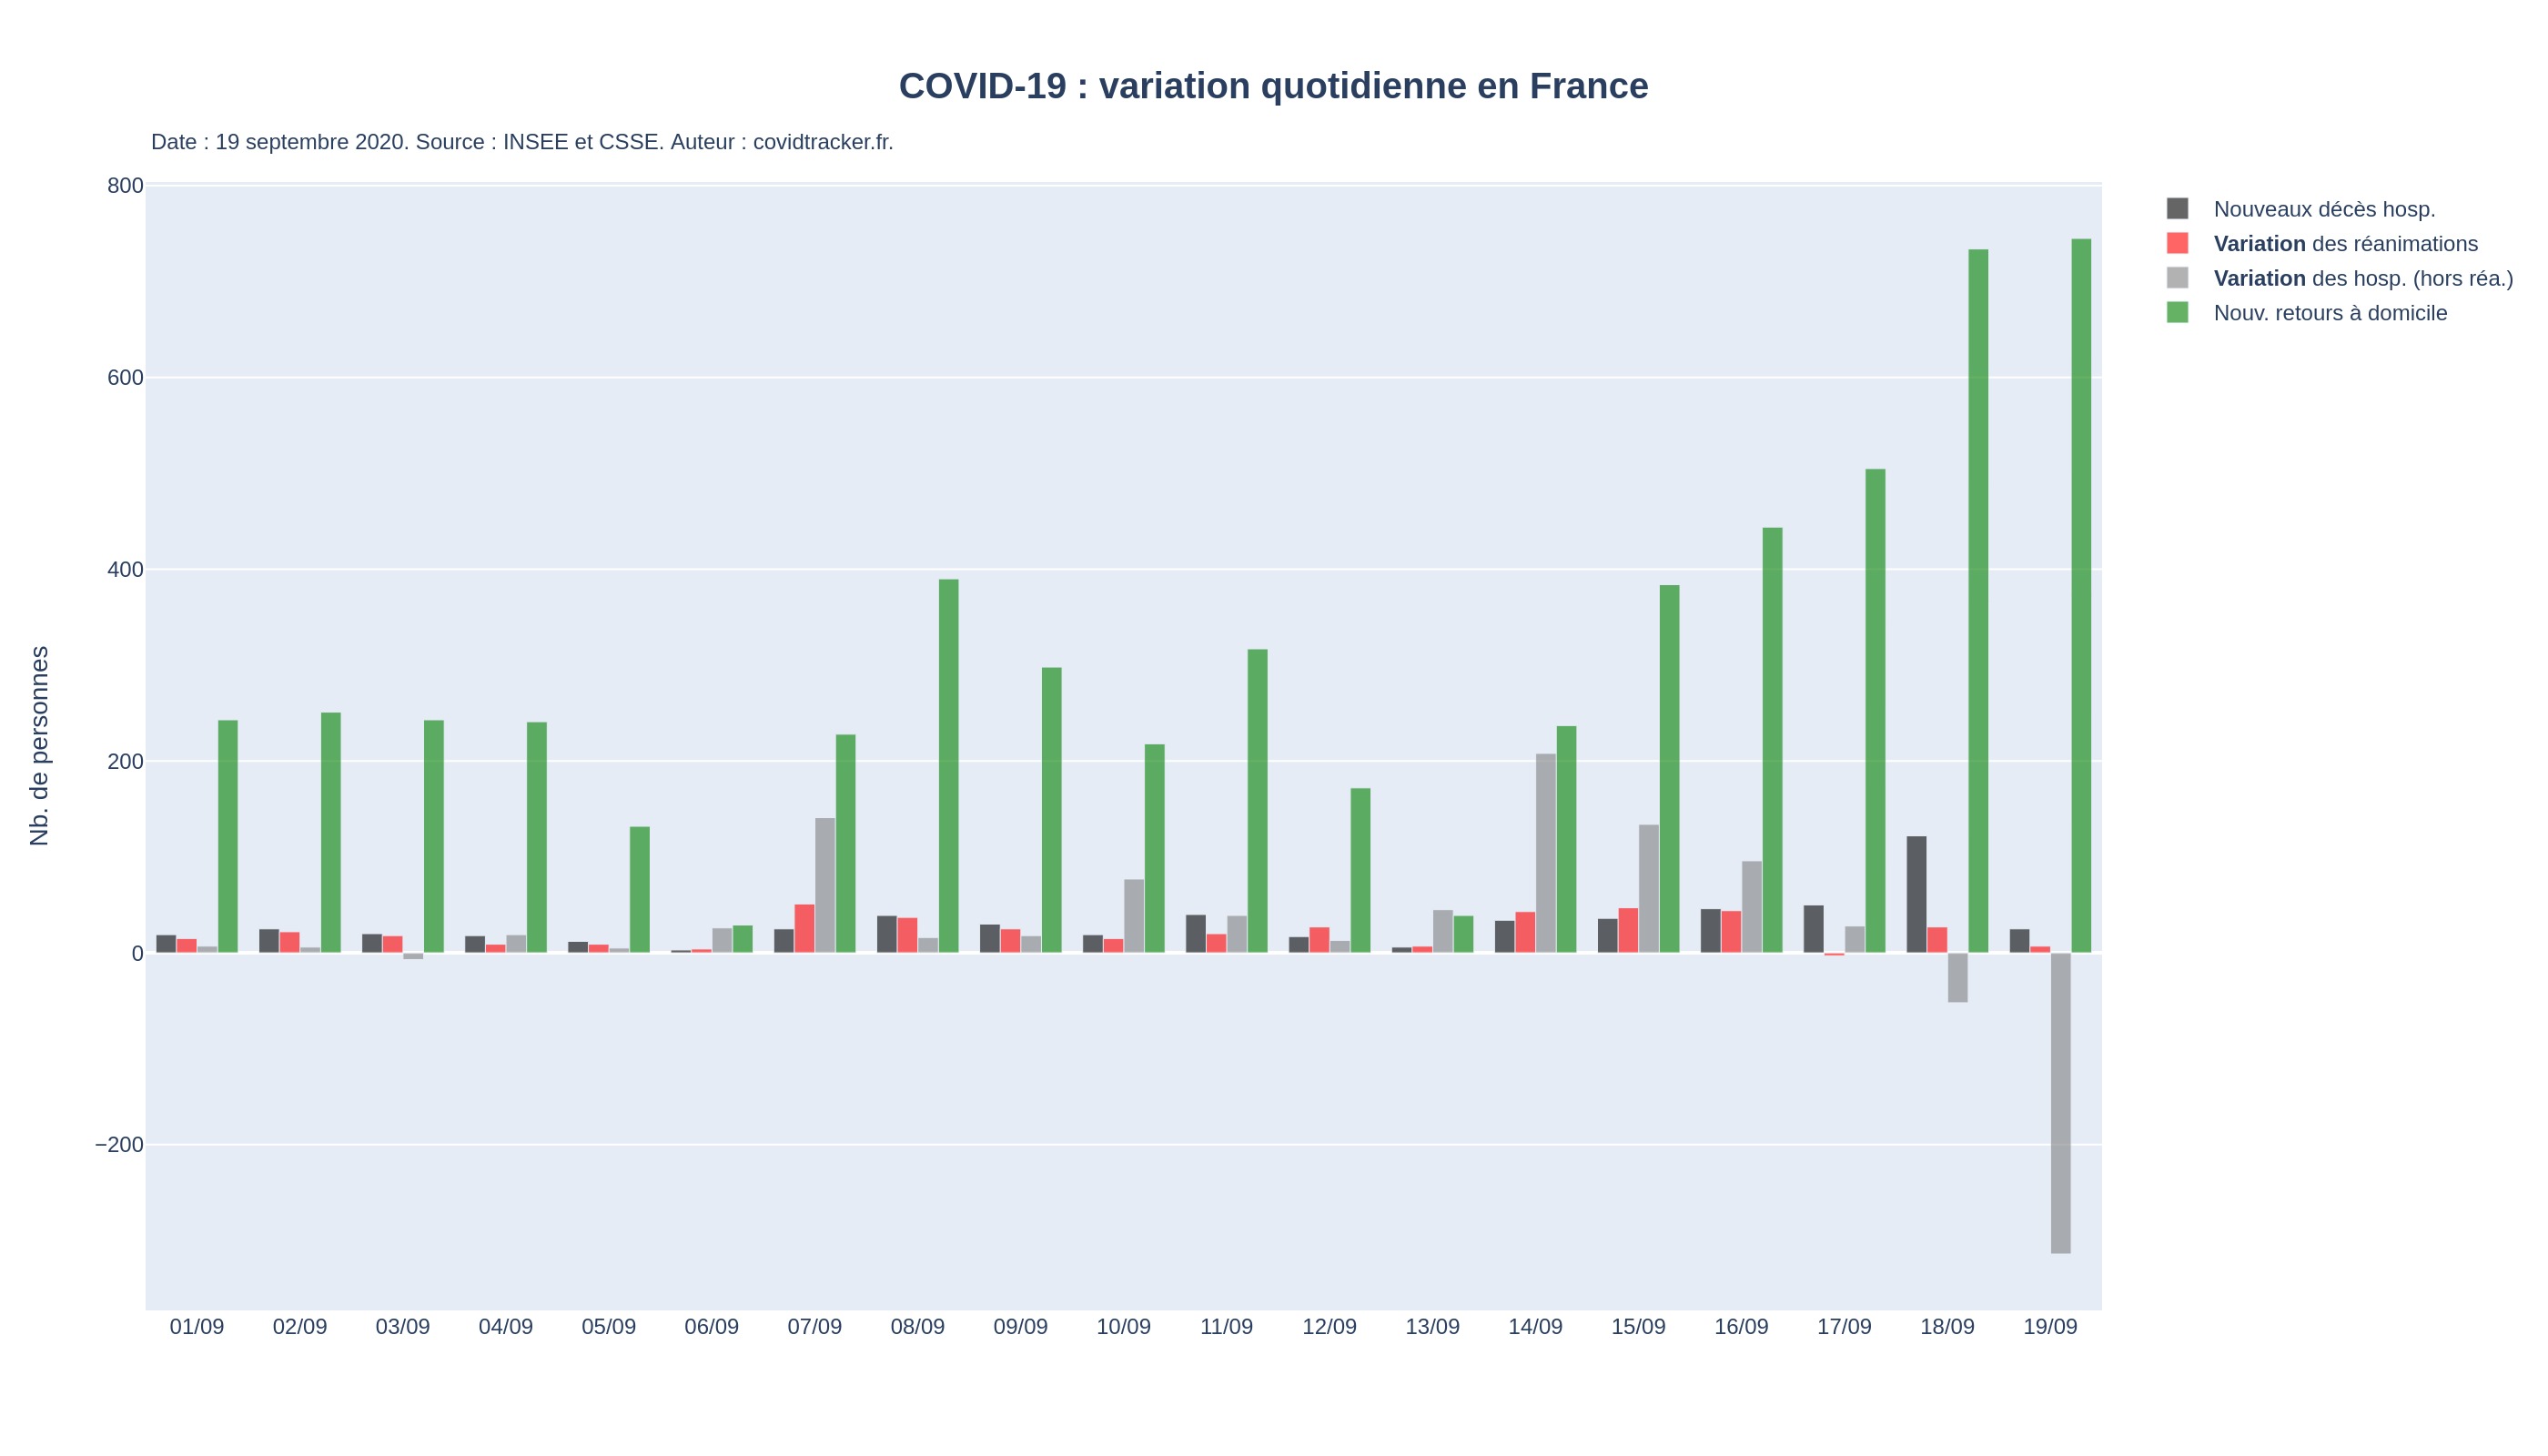 COVID-19 : variation quotidienne en France
Date : 19 septembre 2020. Source : INSEE et CSSE. Auteur : covidtracker.fr.
Nb. de personnes
800
600
400
200
0
−200
01/09 02/09 03/09 04/09 05/09 06/09 07/09 08/09 09/09 10/09 11/09 12/09 13/09 14/09 15/09 16/09 17/09 18/09 19/09
Nouveaux décès hosp.
Variation des réanimations
Variation des hosp. (hors réa.)
Nouv. retours à domicile